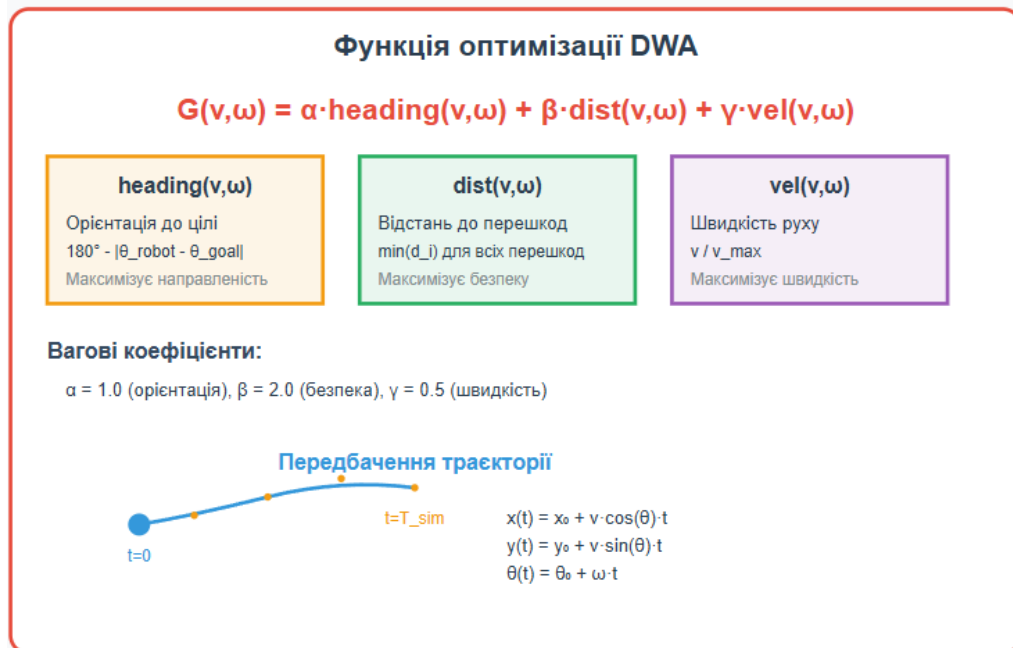 Функція оптимізації DWA
G(v,ω) = α·heading(v,ω) + β·dist(v,ω) + γ·vel(v,ω)
heading(v,ω)
Орієнтація до цілі
180° - |θ_robot - θ_goal|
Максимізує направленість
dist(v,ω)
Відстань до перешкод
min(d_i) для всіх перешкод
Максимізує безпеку
vel(v,ω)
Швидкість руху
v / v_max
Максимізує швидкість
Вагові коефіцієнти:
α = 1.0 (орієнтація), β = 2.0 (безпека), γ = 0.5 (швидкість)
Передбачення траєкторії
t=0
t=T_sim
x(t) = x₀ + v·cos(θ)·t
y(t) = y₀ + v·sin(θ)·t
θ(t) = θ₀ + ω·t